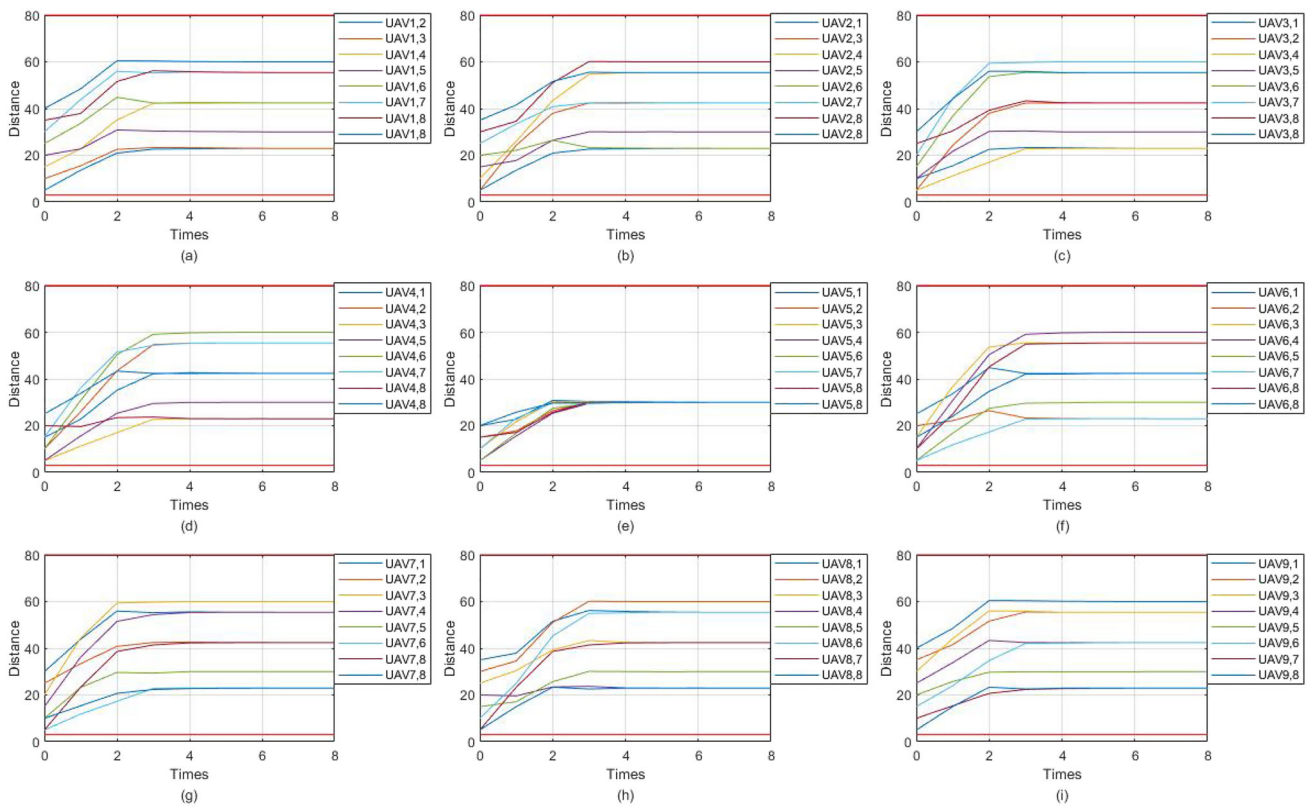 80
60
40
20
0
Distance
0 2 4 6 8
Times
(a)
UAV1,2
UAV1,3
UAV1,4
UAV1,5
UAV1,6
UAV1,7
UAV1,8
UAV1,8
80
60
40
20
0
Distance
0 2 4 6 8
Times
(b)
UAV2,1
UAV2,3
UAV2,4
UAV2,5
UAV2,6
UAV2,7
UAV2,8
UAV2,8
80
60
40
20
0
Distance
0 2 4 6 8
Times
(c)
UAV3,1
UAV3,2
UAV3,4
UAV3,5
UAV3,6
UAV3,7
UAV3,8
UAV3,8
80
60
40
20
0
Distance
0 2 4 6 8
Times
(d)
UAV4,1
UAV4,2
UAV4,3
UAV4,5
UAV4,6
UAV4,7
UAV4,8
UAV4,8
80
60
40
20
0
Distance
0 2 4 6 8
Times
(e)
UAV5,1
UAV5,2
UAV5,3
UAV5,4
UAV5,6
UAV5,7
UAV5,8
UAV5,8
80
60
40
20
0
Distance
0 2 4 6 8
Times
(f)
UAV6,1
UAV6,2
UAV6,3
UAV6,4
UAV6,5
UAV6,7
UAV6,8
UAV6,8
80
60
40
20
0
Distance
0 2 4 6 8
Times
(g)
UAV7,1
UAV7,2
UAV7,3
UAV7,4
UAV7,5
UAV7,6
UAV7,8
UAV7,8
80
60
40
20
0
Distance
0 2 4 6 8
Times
(h)
UAV8,1
UAV8,2
UAV8,3
UAV8,4
UAV8,5
UAV8,6
UAV8,7
UAV8,8
80
60
40
20
0
Distance
0 2 4 6 8
Times
(i)
UAV9,1
UAV9,2
UAV9,3
UAV9,4
UAV9,5
UAV9,6
UAV9,7
UAV9,8